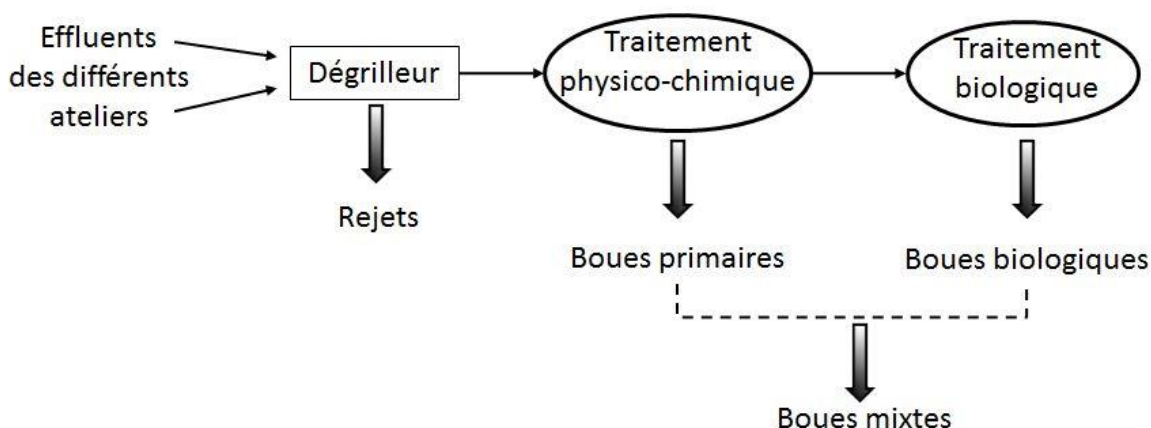 Effluents
des différents
ateliers
Dégrilleur
Traitement
physico-chimique
Traitement
biologique
Rejets
Boues primaires
Boues biologiques
Boues mixtes